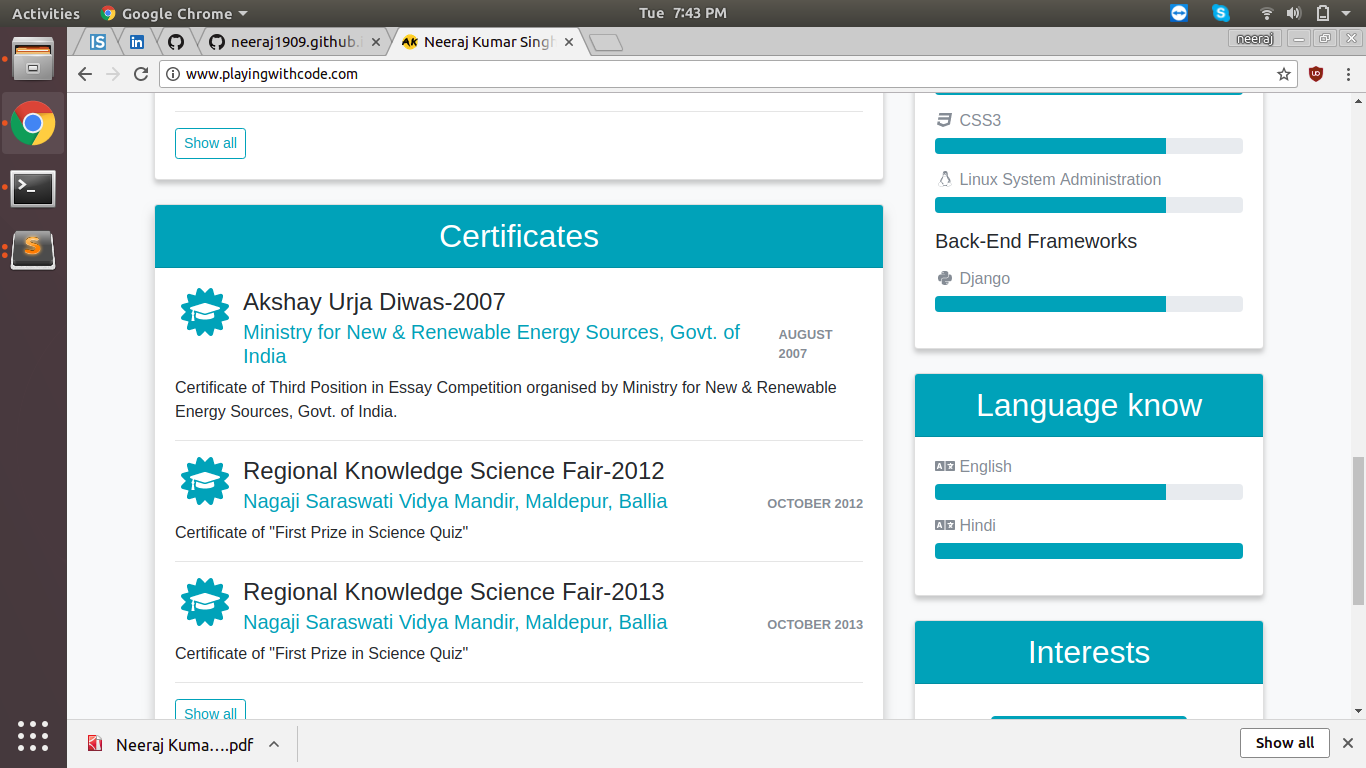 Activities Google Chrome Tue 7:43 PM
neeraj1909.github. Neeraj Kumar Singh neeraj
www.playingwithcode.com
Show all
Certificates
Akshay Urja Diwas-2007
Ministry for New & Renewable Energy Sources, Govt. of
India
AUGUST
2007
Certificate of Third Position in Essay Competition organised by Ministry for New & Renewable
Energy Sources, Govt. of India.
Regional Knowledge Science Fair-2012
Nagaji Saraswati Vidya Mandir, Maldepur, Ballia
OCTOBER 2012
Certificate of "First Prize in Science Quiz"
Regional Knowledge Science Fair-2013
Nagaji Saraswati Vidya Mandir, Maldepur, Ballia
OCTOBER 2013
Certificate of "First Prize in Science Quiz"
Show all
CSS3
Linux System Administration
Back-End Frameworks
Django
Language know
English
Hindi
Interests
Neeraj Kuma....pdf
Show all